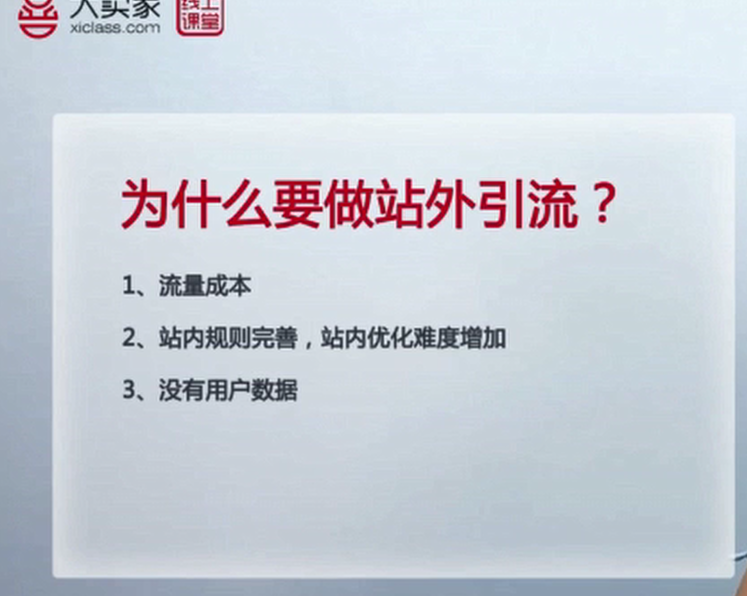 大卖家
xiclass.com
线上
课堂
为什么要做站外引流？
1、流量成本
2、站内规则完善，站内优化难度增加
3、没有用户数据